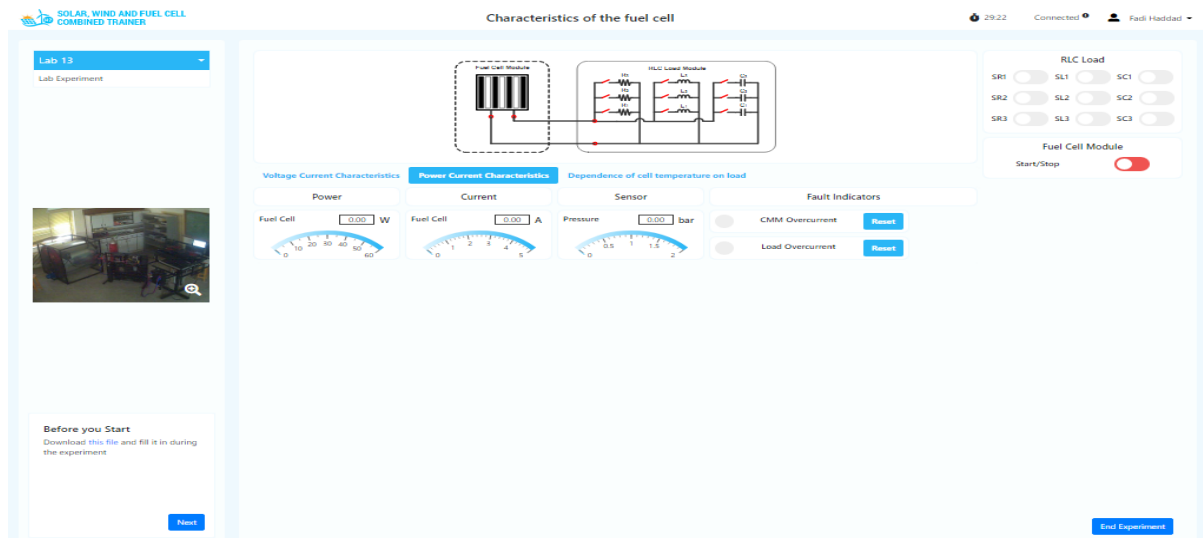 SOLAR, WIND AND FUEL CELL
COMBINED TRAINER
Characteristics of the fuel cell
29:22
Connected
Fadi Haddad
Lab 13
Lab Experiment
Fuel Cell Module
RLC Load Module
RLC Load
SR1 SL1 SC1
SR2 SL2 SC2
SR3 SL3 SC3
Fuel Cell Module
Start/Stop
Voltage Current Characteristics
Power Current Characteristics
Dependence of cell temperature on load
Power
Current
Sensor
Fault Indicators
Fuel Cell 0.00 W
0 10 20 30 40 50 60
Fuel Cell 0.00 A
0 1 2 3 4 5
Pressure 0.00 bar
0 0.5 1 1.5 2
CMM Overcurrent Reset
Load Overcurrent Reset
Before you Start
Download this file and fill it in during
the experiment
Next
End Experiment